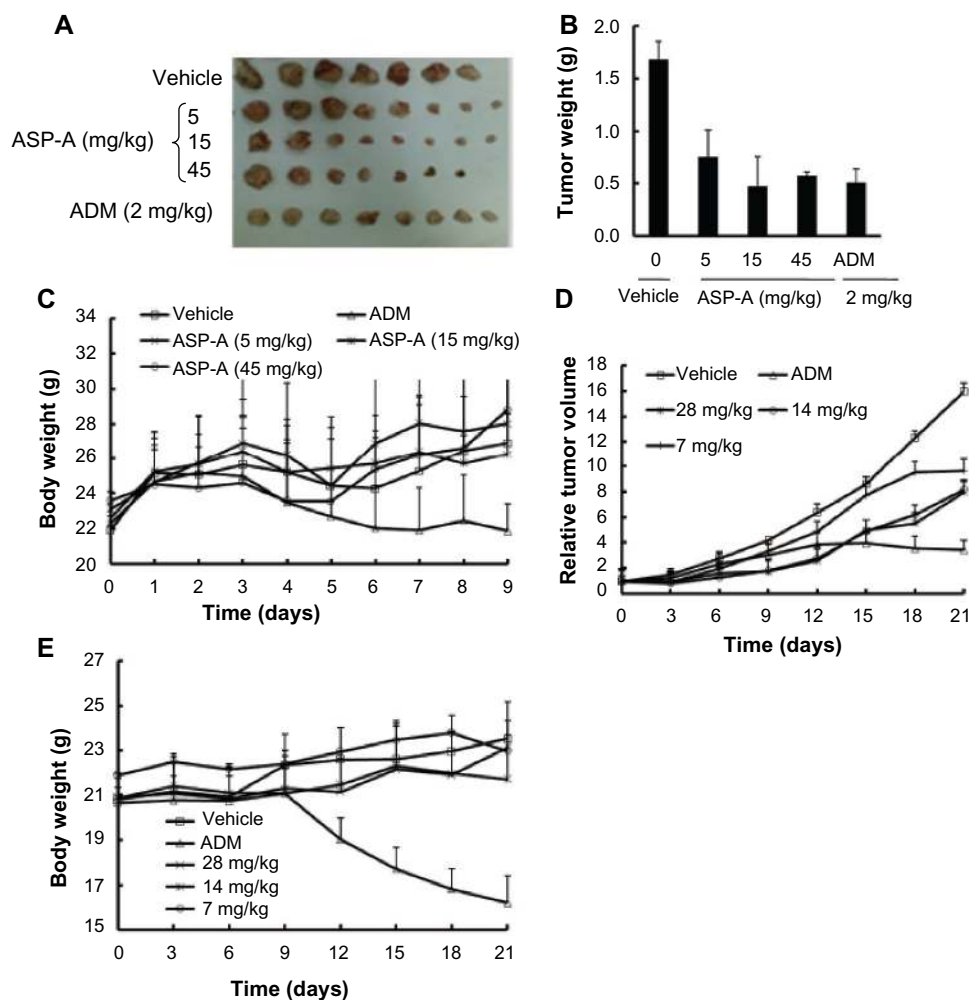 A
Vehicle
ASP-A (mg/kg)
5
15
45
ADM (2 mg/kg)
B
Tumor weight (g)
2.0
1.5
1.0
0.5
0.0
0 5 15 45 ADM
Vehicle ASP-A (mg/kg) 2 mg/kg
C
Body weight (g)
34
32
30
28
26
24
22
20
Vehicle ADM
ASP-A (5 mg/kg) ASP-A (15 mg/kg)
ASP-A (45 mg/kg)
0 1 2 3 4 5 6 7 8 9
Time (days)
D
Relative tumor volume
18
16
14
12
10
8
6
4
2
0
Vehicle ADM
28 mg/kg 14 mg/kg
7 mg/kg
0 3 6 9 12 15 18 21
Time (days)
E
Body weight (g)
27
25
23
21
19
17
15
Vehicle
ADM
28 mg/kg
14 mg/kg
7 mg/kg
0 3 6 9 12 15 18 21
Time (days)